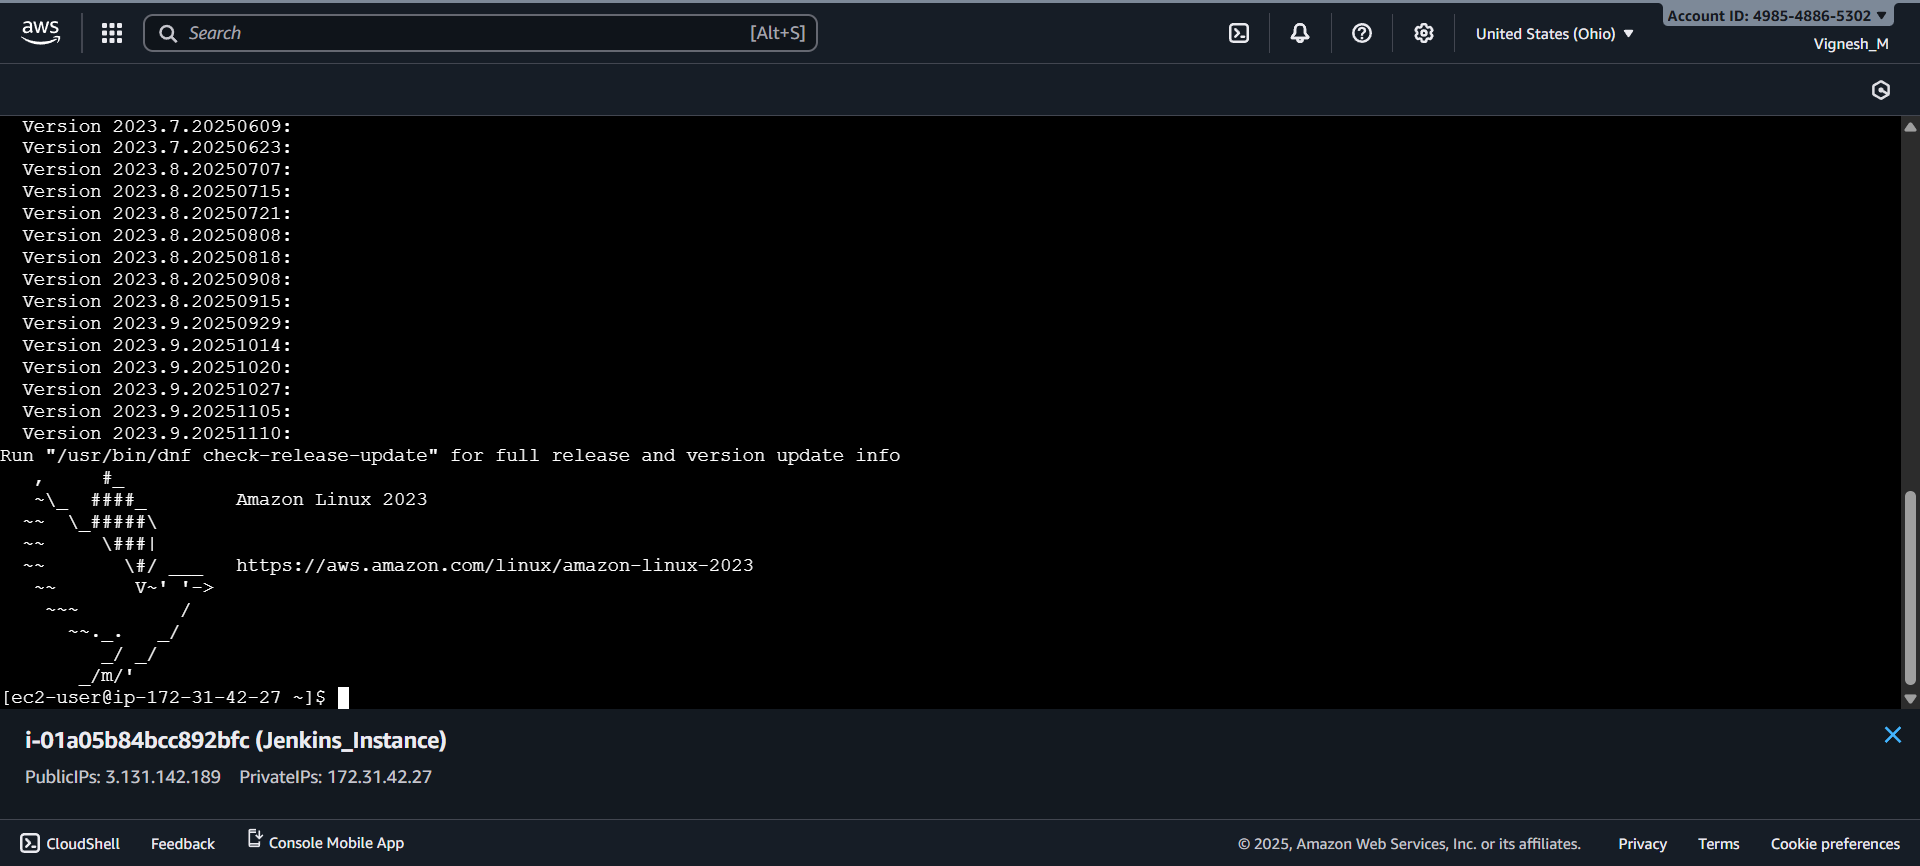 aws
Search [Alt+S]
United States (Ohio) ▼
Account ID: 4985-4886-5302 ▼
Vignesh_M
  Version 2023.7.20250609:
  Version 2023.7.20250623:
  Version 2023.8.20250707:
  Version 2023.8.20250715:
  Version 2023.8.20250721:
  Version 2023.8.20250808:
  Version 2023.8.20250818:
  Version 2023.8.20250908:
  Version 2023.8.20250915:
  Version 2023.9.20250929:
  Version 2023.9.20251014:
  Version 2023.9.20251020:
  Version 2023.9.20251027:
  Version 2023.9.20251105:
  Version 2023.9.20251110:
Run "/usr/bin/dnf check-release-update" for full release and version update info
   ,     #_
   ~\_  ####_        Amazon Linux 2023
  ~~  \_#####\
  ~~     \###|
  ~~       \#/ ___   https://aws.amazon.com/linux/amazon-linux-2023
   ~~       V~' '->
    ~~~         /
      ~~._.   _/
         _/ _/
       _/m/'
[ec2-user@ip-172-31-42-27 ~]$
i-01a05b84bcc892bfc (Jenkins_Instance)
PublicIPs: 3.131.142.189 PrivateIPs: 172.31.42.27
CloudShell Feedback Console Mobile App © 2025, Amazon Web Services, Inc. or its affiliates. Privacy Terms Cookie preferences